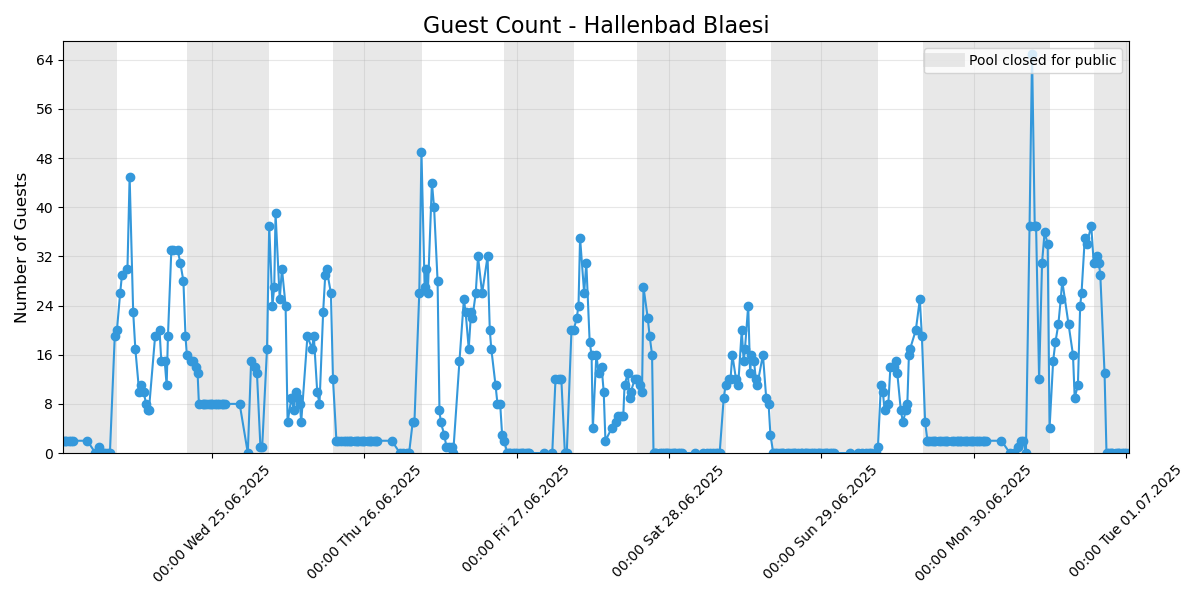 Guest Count - Hallenbad Blaesi
Pool closed for public
Number of Guests
64
56
48
40
32
24
16
8
0
00:00 Wed 25.06.2025
00:00 Thu 26.06.2025
00:00 Fri 27.06.2025
00:00 Sat 28.06.2025
00:00 Sun 29.06.2025
00:00 Mon 30.06.2025
00:00 Tue 01.07.2025